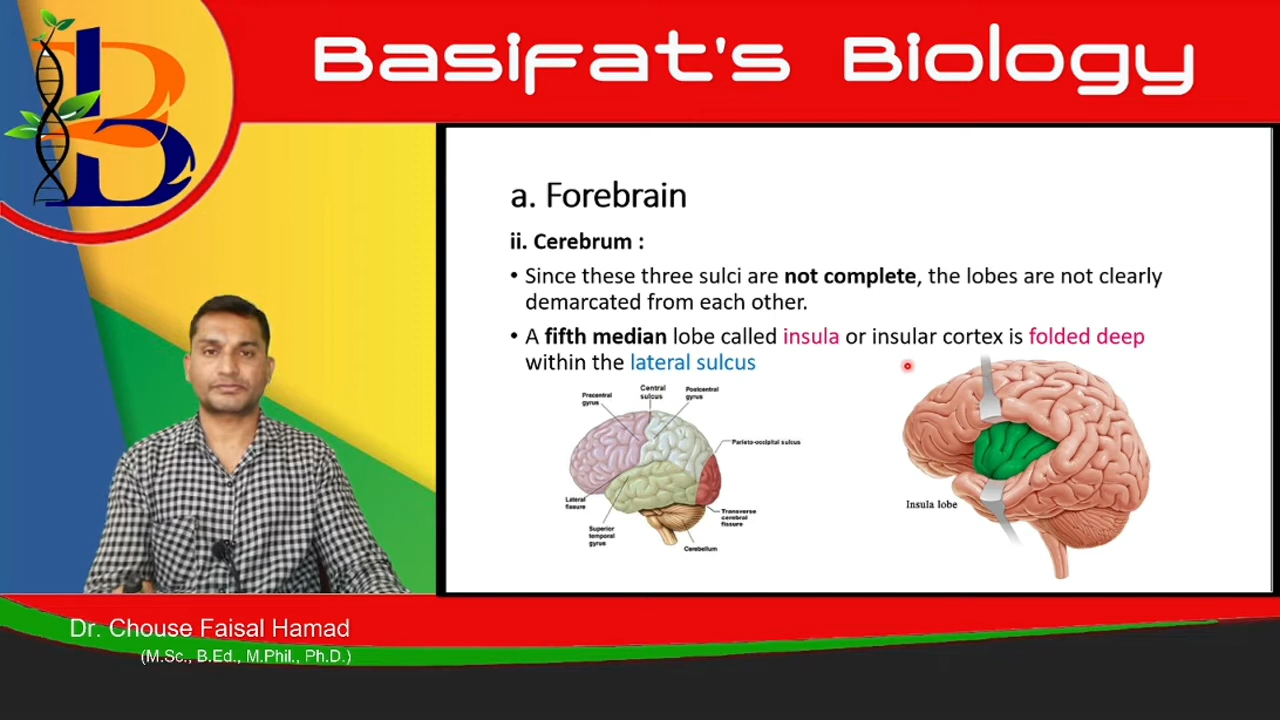 Basifat's Biology
a. Forebrain
ii. Cerebrum :
• Since these three sulci are not complete, the lobes are not clearly
demarcated from each other.
• A fifth median lobe called insula or insular cortex is folded deep
within the lateral sulcus
Precentral
gyrus
Central
sulcus
Postcentral
gyrus
Parieto-occipital sulcus
Lateral
fissure
Superior
temporal
gyrus
Transverse
cerebral
fissure
Cerebellum
Insula lobe
Dr. Chouse Faisal Hamad
(M.Sc., B.Ed., M.Phil., Ph.D.)